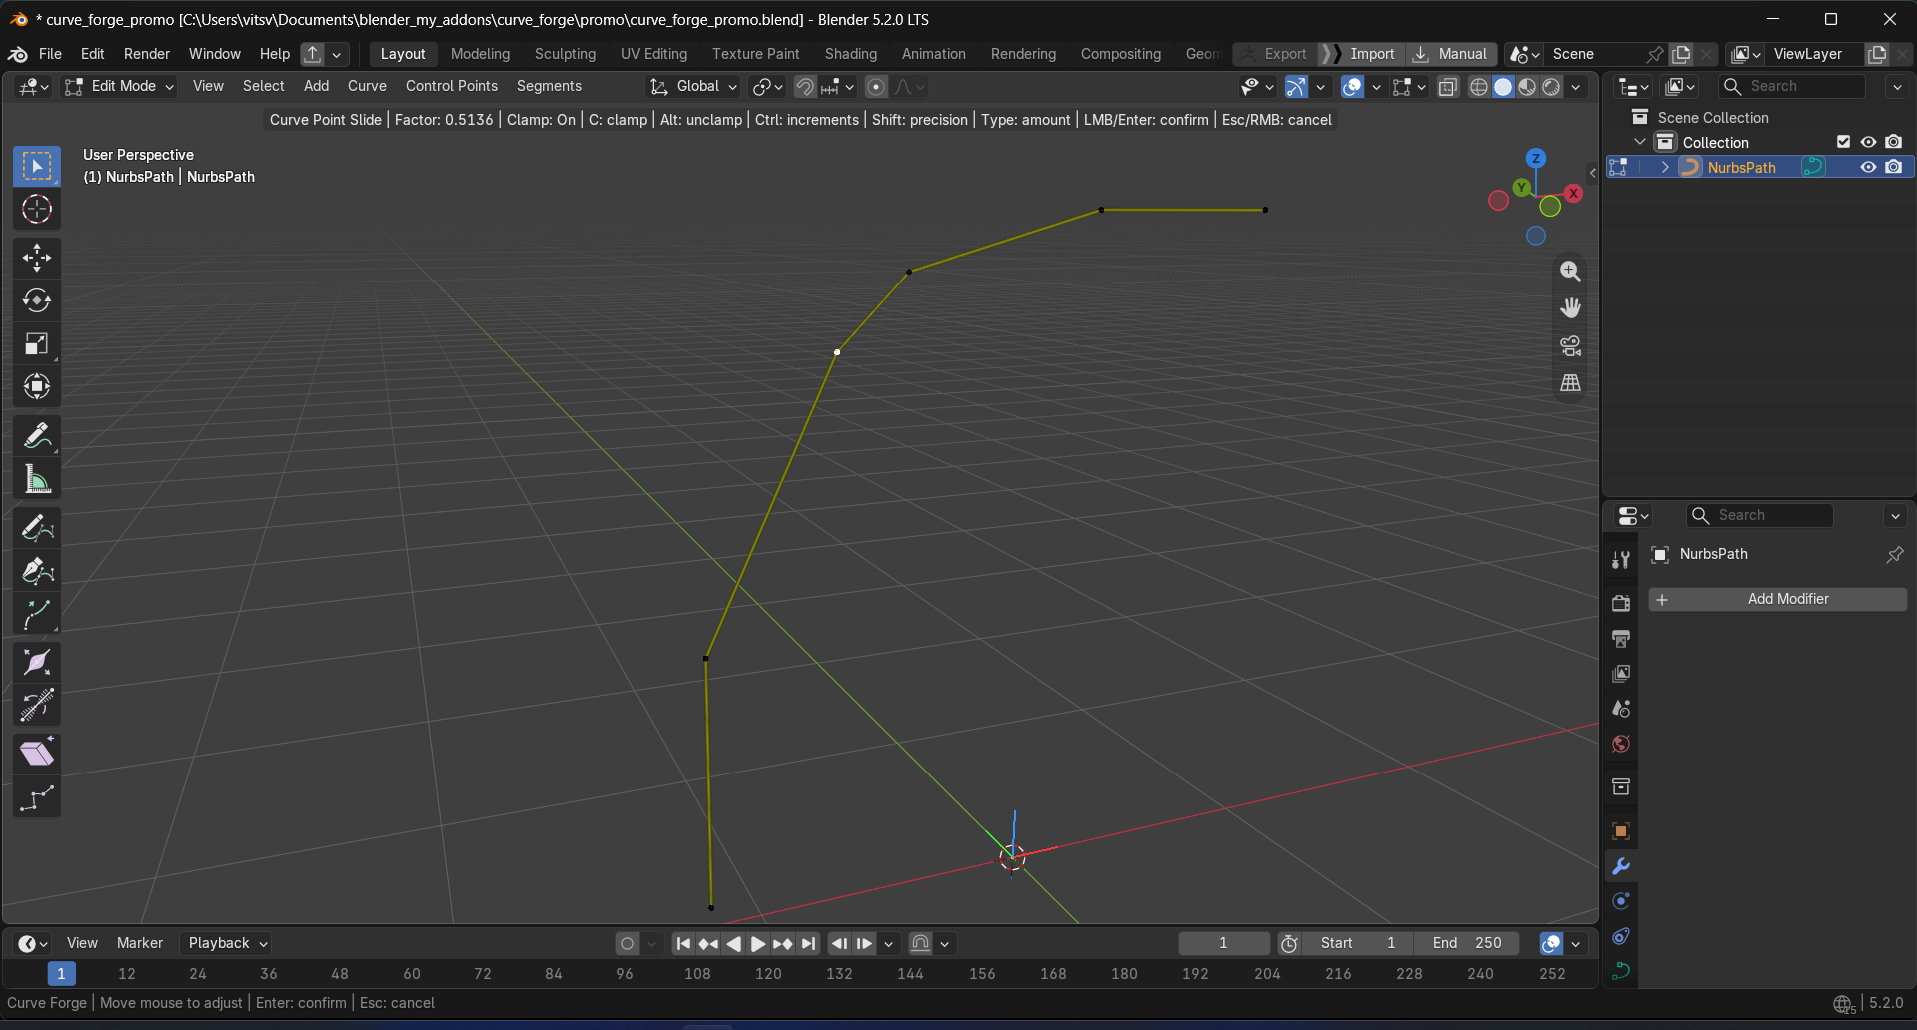 * curve_forge_promo [C:\Users\vitsv\Documents\blender_my_addons\curve_forge\promo\curve_forge_promo.blend] - Blender 5.2.0 LTS
File Edit Render Window Help Layout Modeling Sculpting UV Editing Texture Paint Shading Animation Rendering Compositing Geom Export Import Manual Scene ViewLayer
Edit Mode View Select Add Curve Control Points Segments Global Search
Curve Point Slide | Factor: 0.5136 | Clamp: On | C: clamp | Alt: unclamp | Ctrl: increments | Shift: precision | Type: amount | LMB/Enter: confirm | Esc/RMB: cancel
Scene Collection
Collection
NurbsPath
User Perspective
(1) NurbsPath | NurbsPath
Z
Y
X
Search
NurbsPath
Add Modifier
View Marker Playback 1 Start 1 End 250
1 12 24 36 48 60 72 84 96 108 120 132 144 156 168 180 192 204 216 228 240 252
Curve Forge | Move mouse to adjust | Enter: confirm | Esc: cancel
15 | 5.2.0